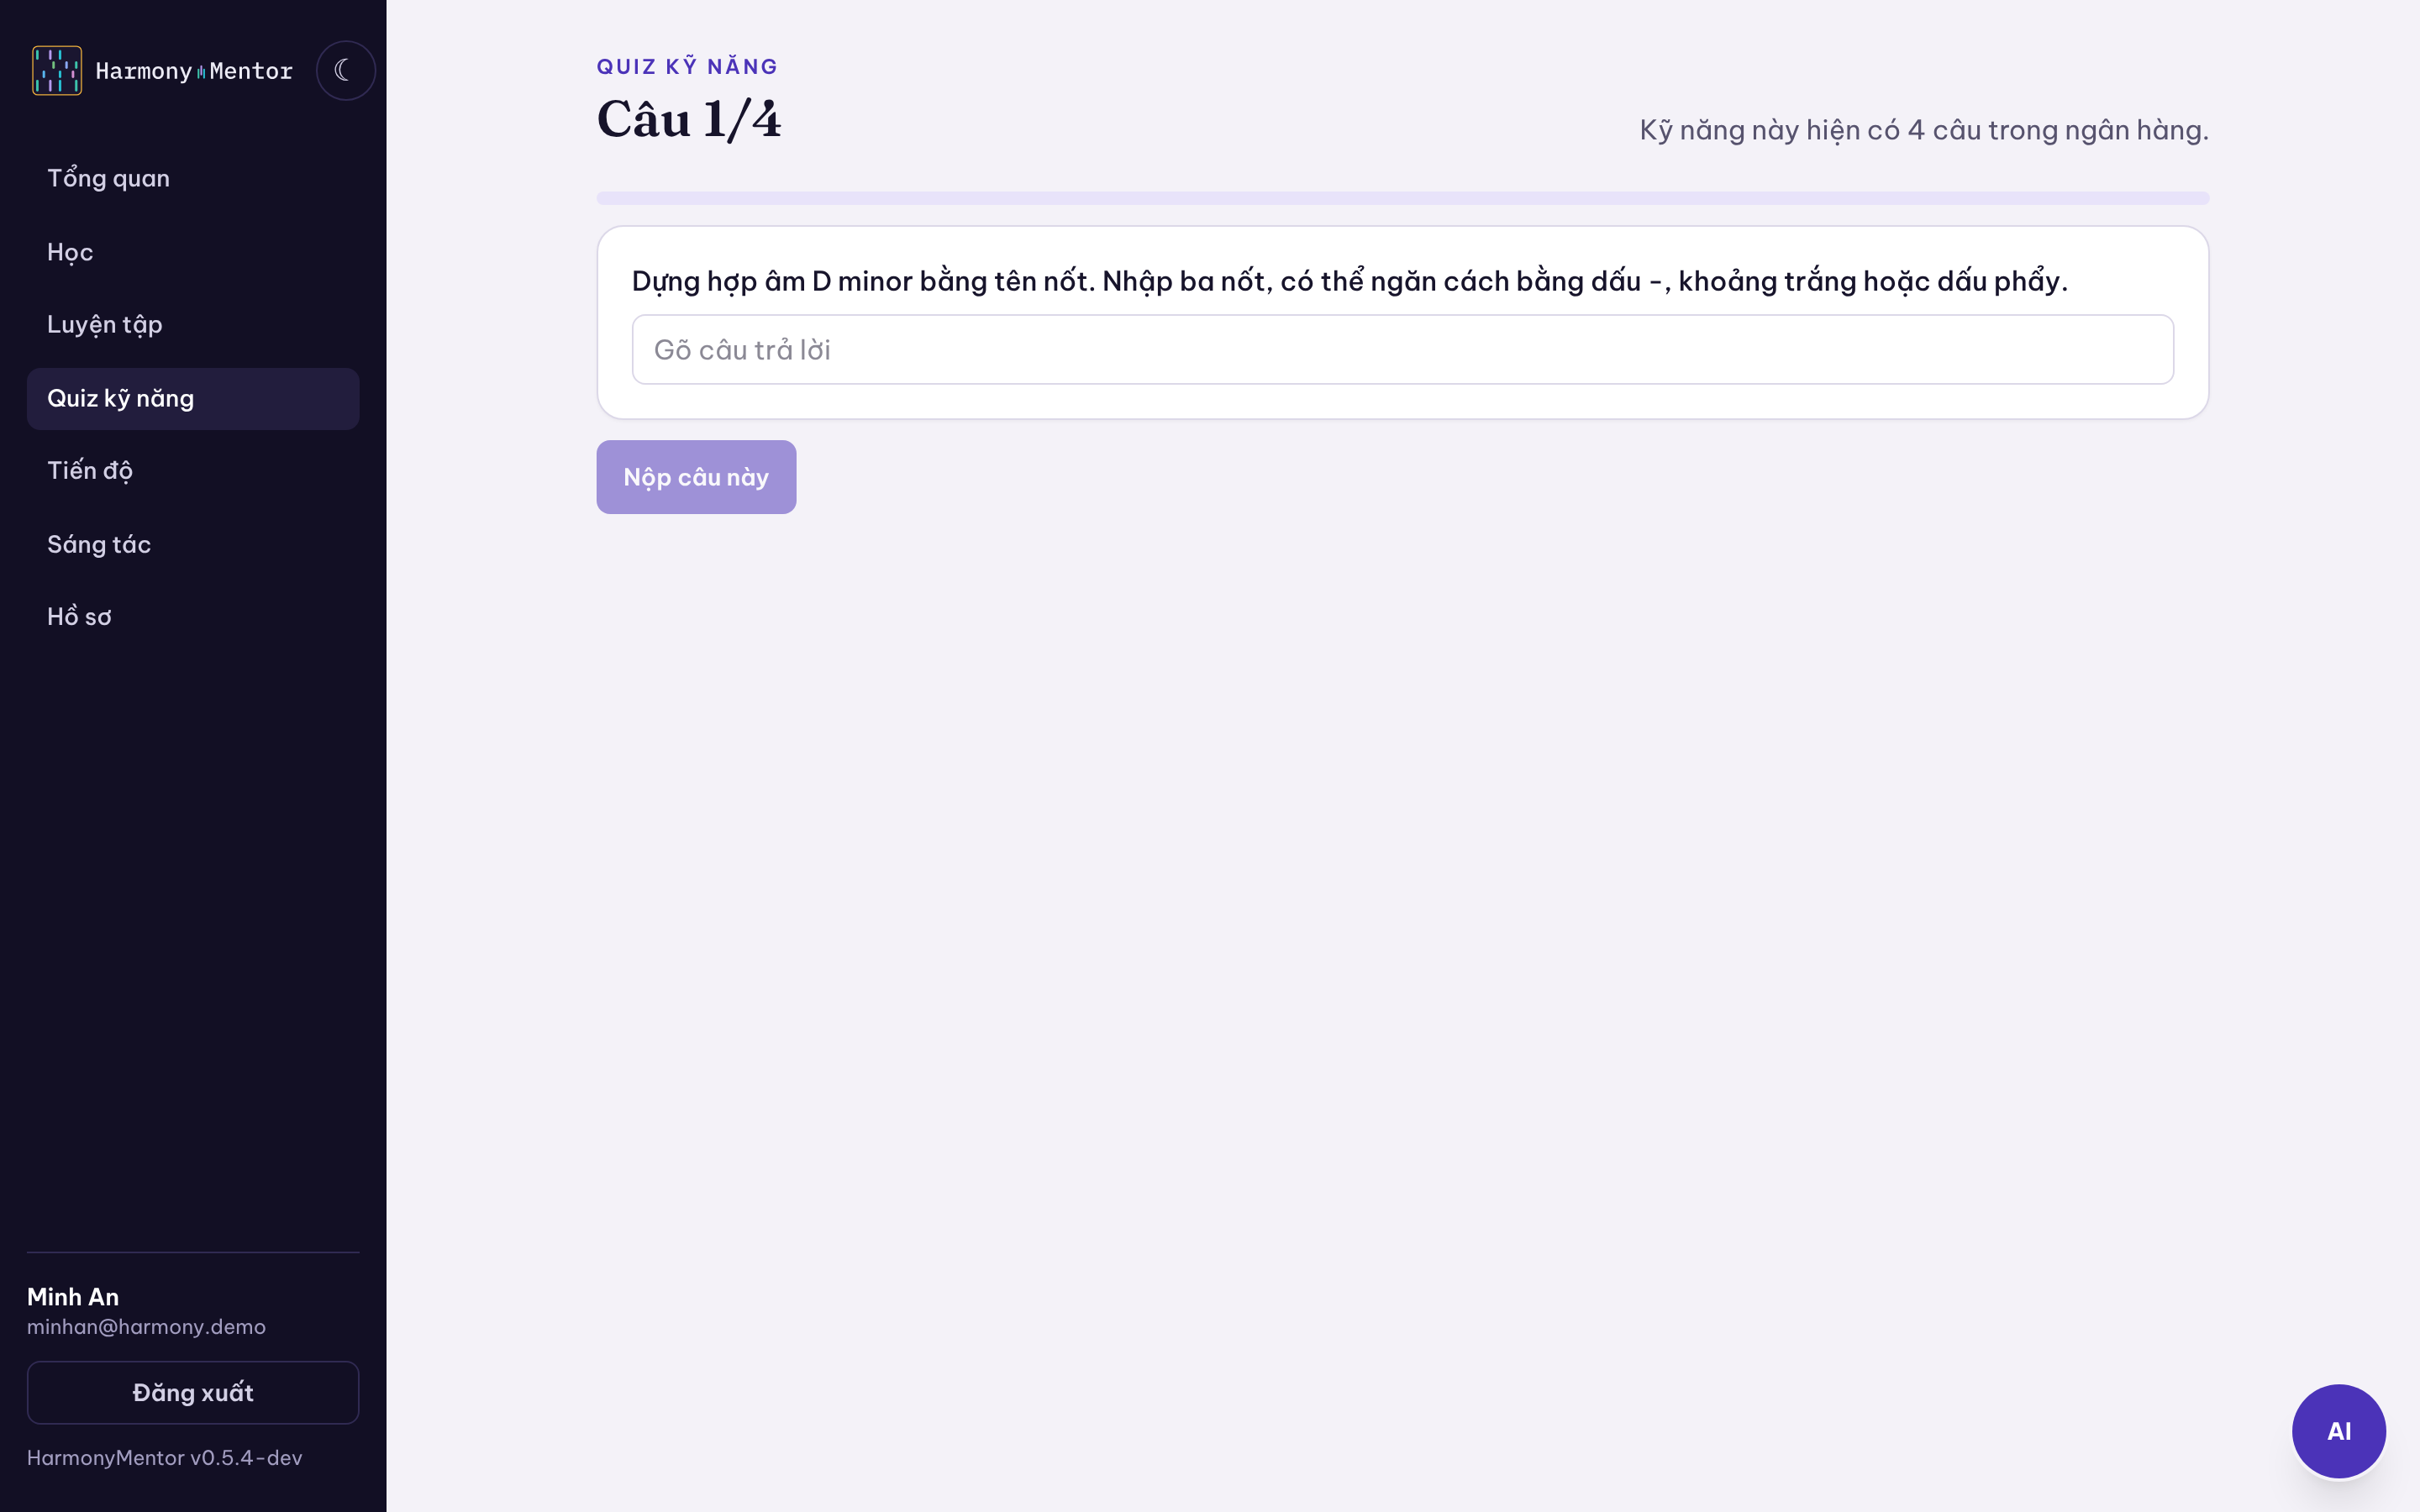 HarmonyMentor
Tổng quan
Học
Luyện tập
Quiz kỹ năng
Tiến độ
Sáng tác
Hồ sơ
Minh An
minhan@harmony.demo
Đăng xuất
HarmonyMentor v0.5.4-dev
QUIZ KỸ NĂNG
Câu 1/4
Kỹ năng này hiện có 4 câu trong ngân hàng.
Dựng hợp âm D minor bằng tên nốt. Nhập ba nốt, có thể ngăn cách bằng dấu -, khoảng trắng hoặc dấu phẩy.
Gõ câu trả lời
Nộp câu này
AI